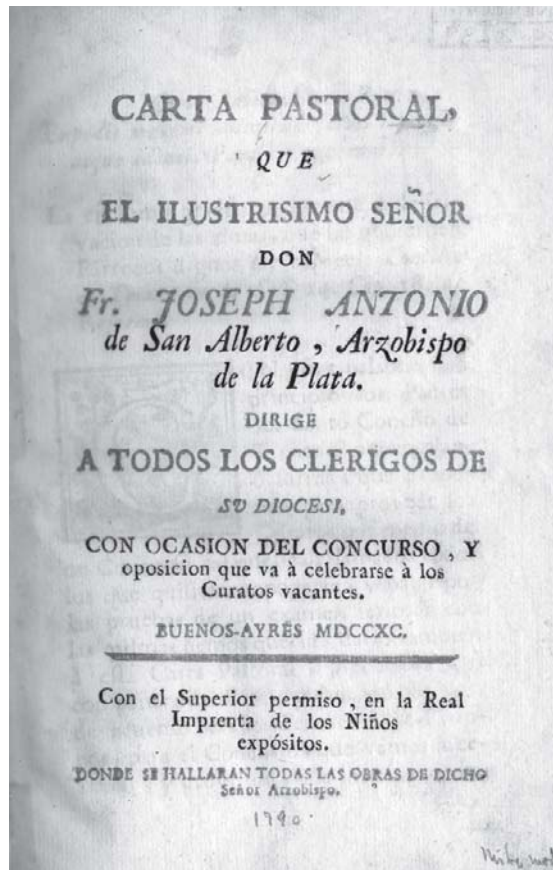 CARTA PASTORAL,
QUE
EL ILUSTRISIMO SEÑOR
DON
Fr. JOSEPH ANTONIO
de San Alberto, Arzobispo
de la Plata.
DIRIGE
A TODOS LOS CLERIGOS DE
SU DIOCESI,
CON OCASION DEL CONCURSO, Y
oposicion que va à celebrarse à los
Curatos vacantes.
BUENOS-AYRES MDCCXC.
Con el Superior permiso, en la Real
Imprenta de los Niños
expósitos.
DONDE SE HALLARAN TODAS LAS OBRAS DE DICHO
Señor Arzobispo.
1790